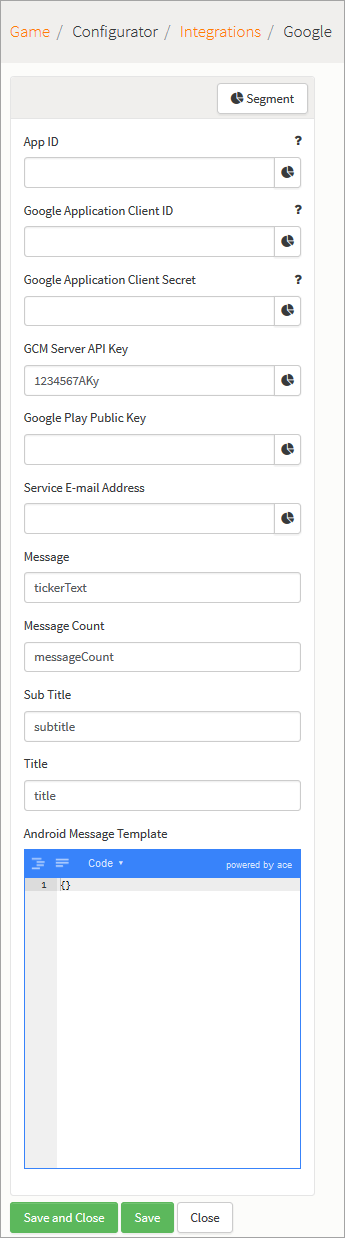 Game / Configurator / Integrations / Google
Segment
App ID ?
Google Application Client ID ?
Google Application Client Secret ?
GCM Server API Key
1234567AKy
Google Play Public Key
Service E-mail Address
Message
tickerText
Message Count
messageCount
Sub Title
subtitle
Title
title
Android Message Template
Code powered by ace
1 {}
Save and Close Save Close